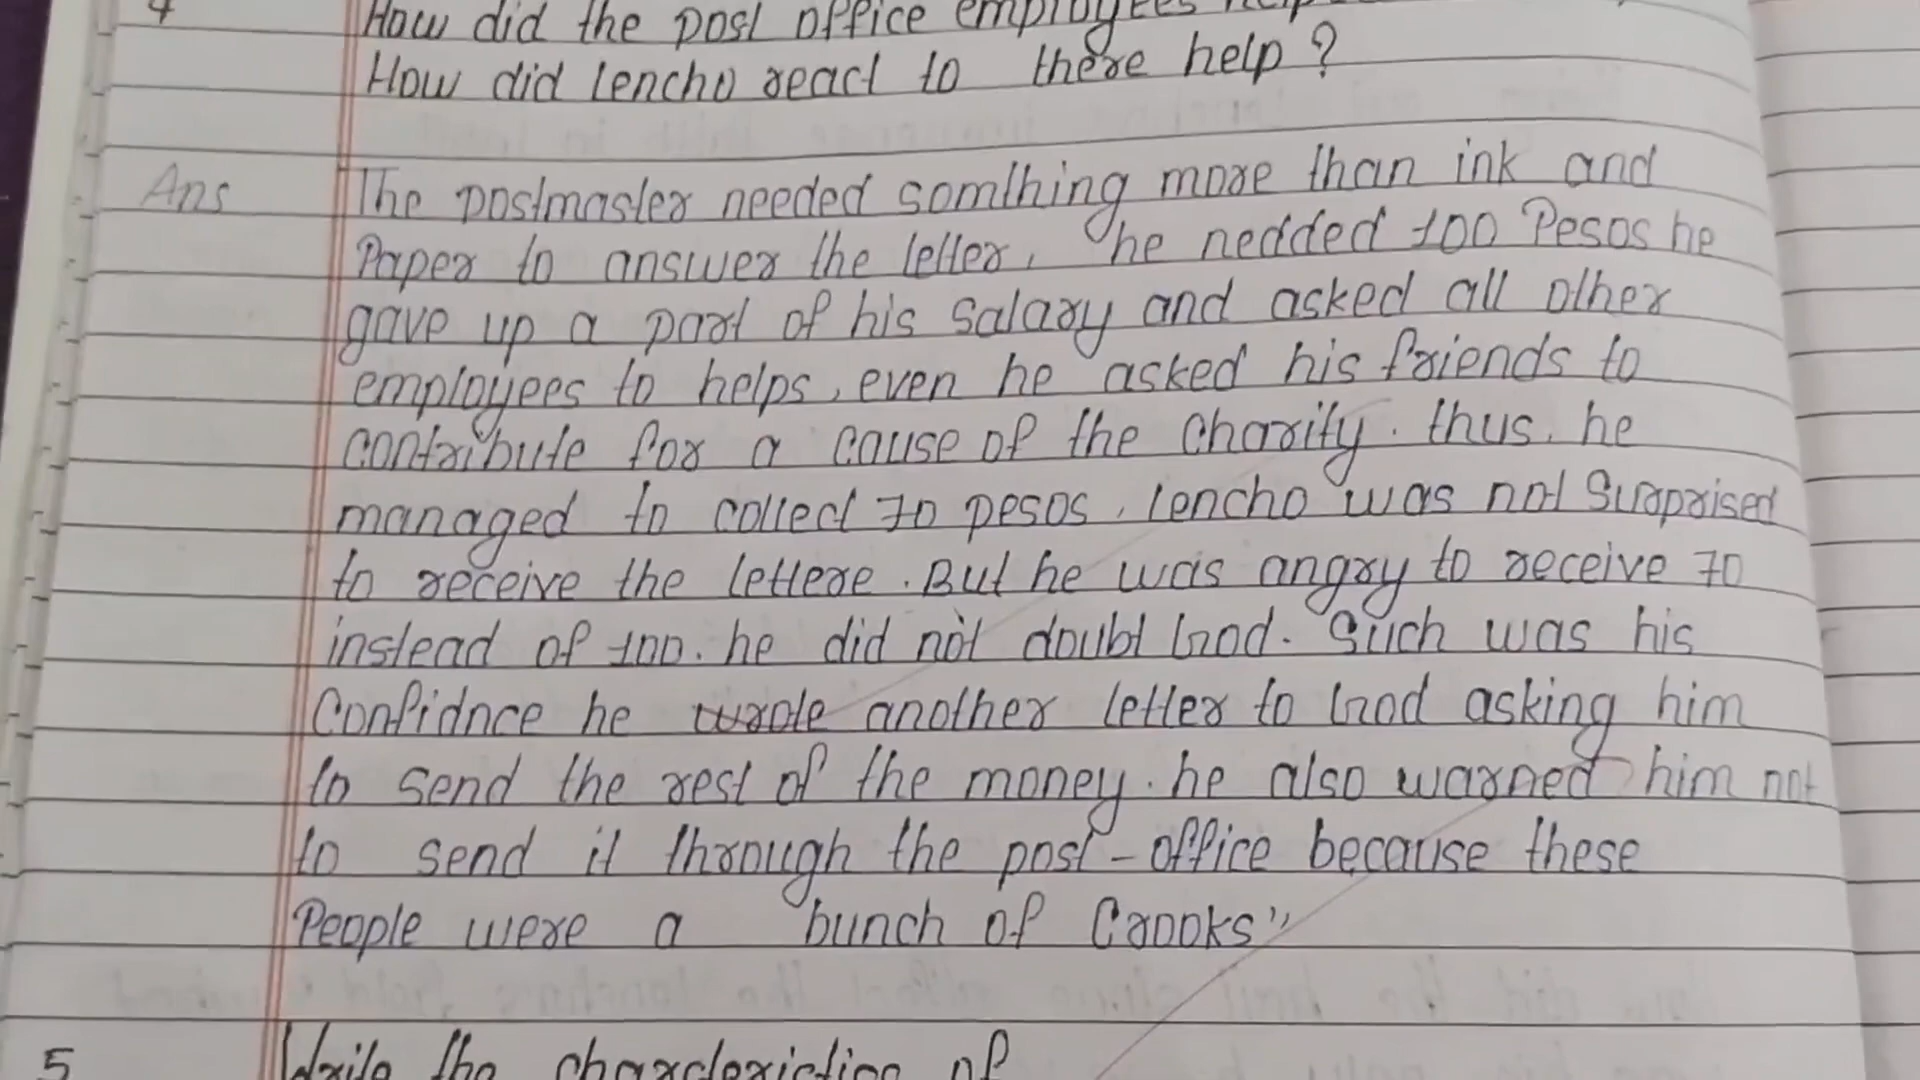 4 How did the post office employees help
How did lencho react to there help ?
Ans The postmaster needed somthing more than ink and
Paper to answer the letter, he nedded 100 Pesos he
gave up a part of his salary and asked all other
employees to helps, even he asked his friends to
contribute for a cause of the Charity. thus, he
managed to collect 70 pesos, lencho was not Surprised
to receive the lettere. But he was angry to receive 70
instead of 100. he did not doubt God. Such was his
Confidnce he wrote another letter to God asking him
to send the rest of the money. he also warned him not
to send it through the post-office because these
People were a "bunch of Crooks"
5 Write the of